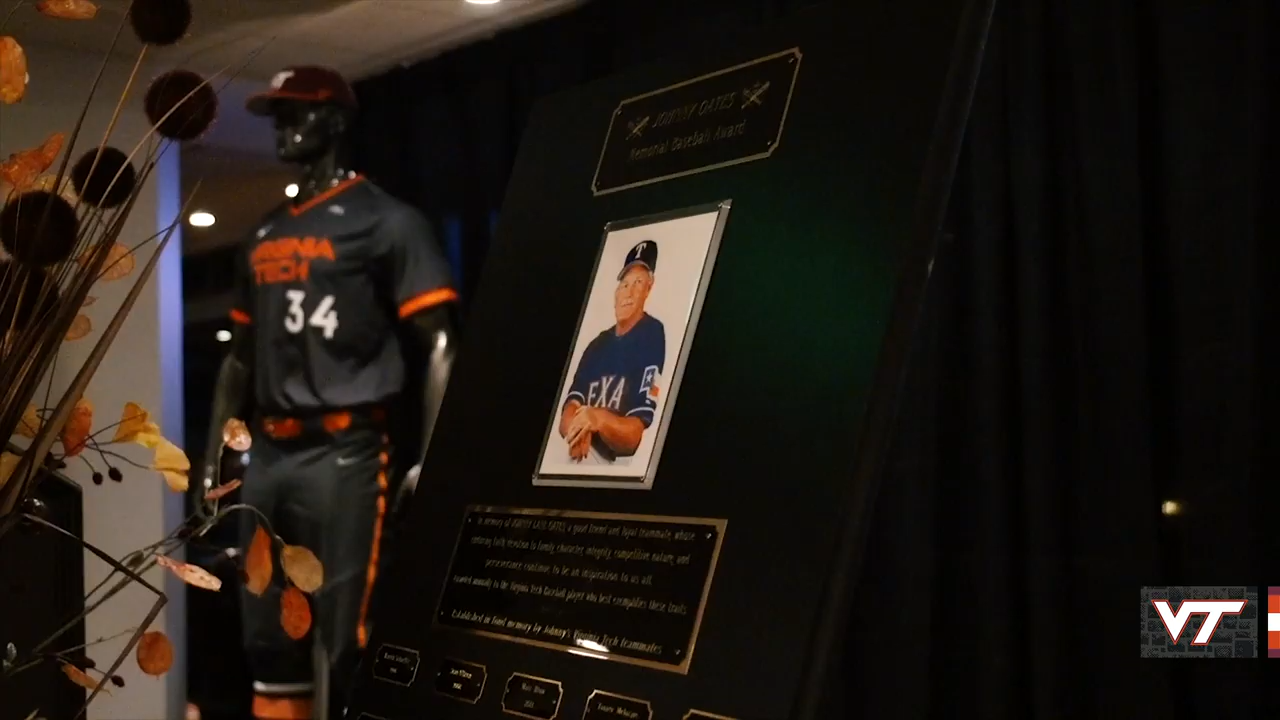 JOHNNY OATES
Memorial Baseball Award
T
VIRGINIA
TECH
34
EXA
In memory of JOHNNY LANE OATES, a good friend and loyal teammate, whose
enduring faith, devotion to family, character, integrity, competitive nature, and
perseverance continue to be an inspiration to us all.
Awarded annually to the Virginia Tech Baseball player who best exemplifies these traits
Established in fond memory by Johnny's Virginia Tech teammates
VT